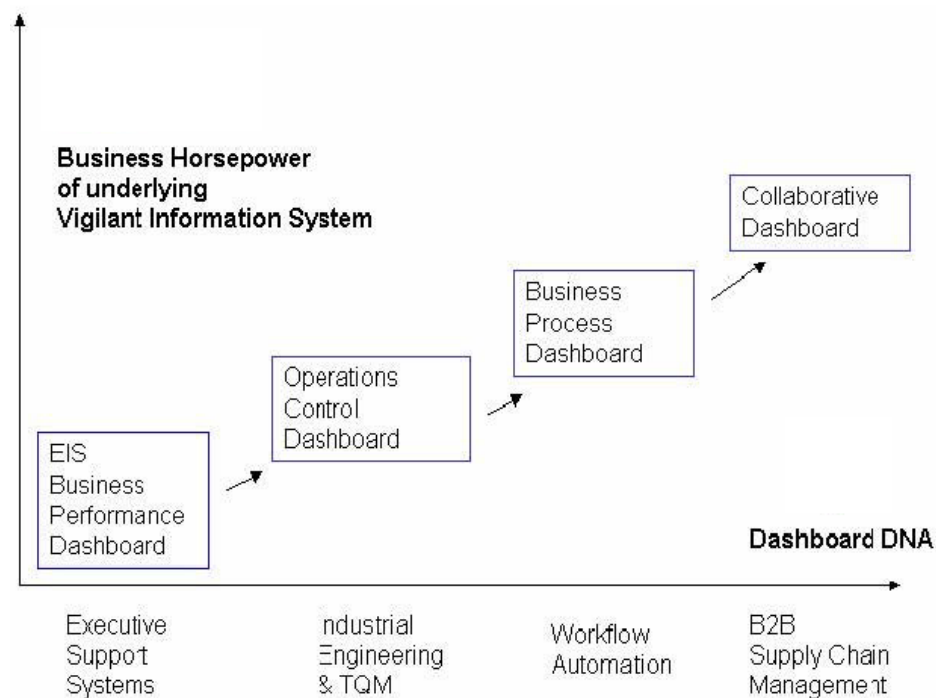 Business Horsepower
of underlying
Vigilant Information System
Collaborative
Dashboard
Business
Process
Dashboard
Operations
Control
Dashboard
EIS
Business
Performance
Dashboard
Dashboard DNA
Executive
Support
Systems
ndustrial
Engineering
& TQM
Workflow
Automation
B2B
Supply Chain
Management